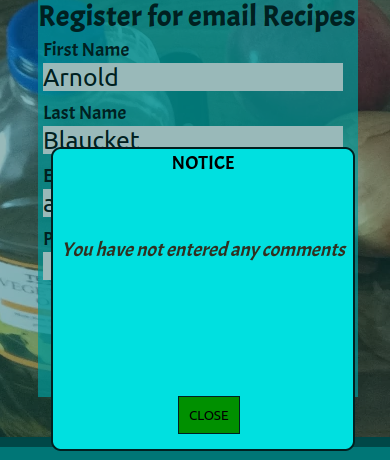 Register for email Recipes
First Name
Arnold
Last Name
Blaucket
NOTICE
You have not entered any comments
CLOSE